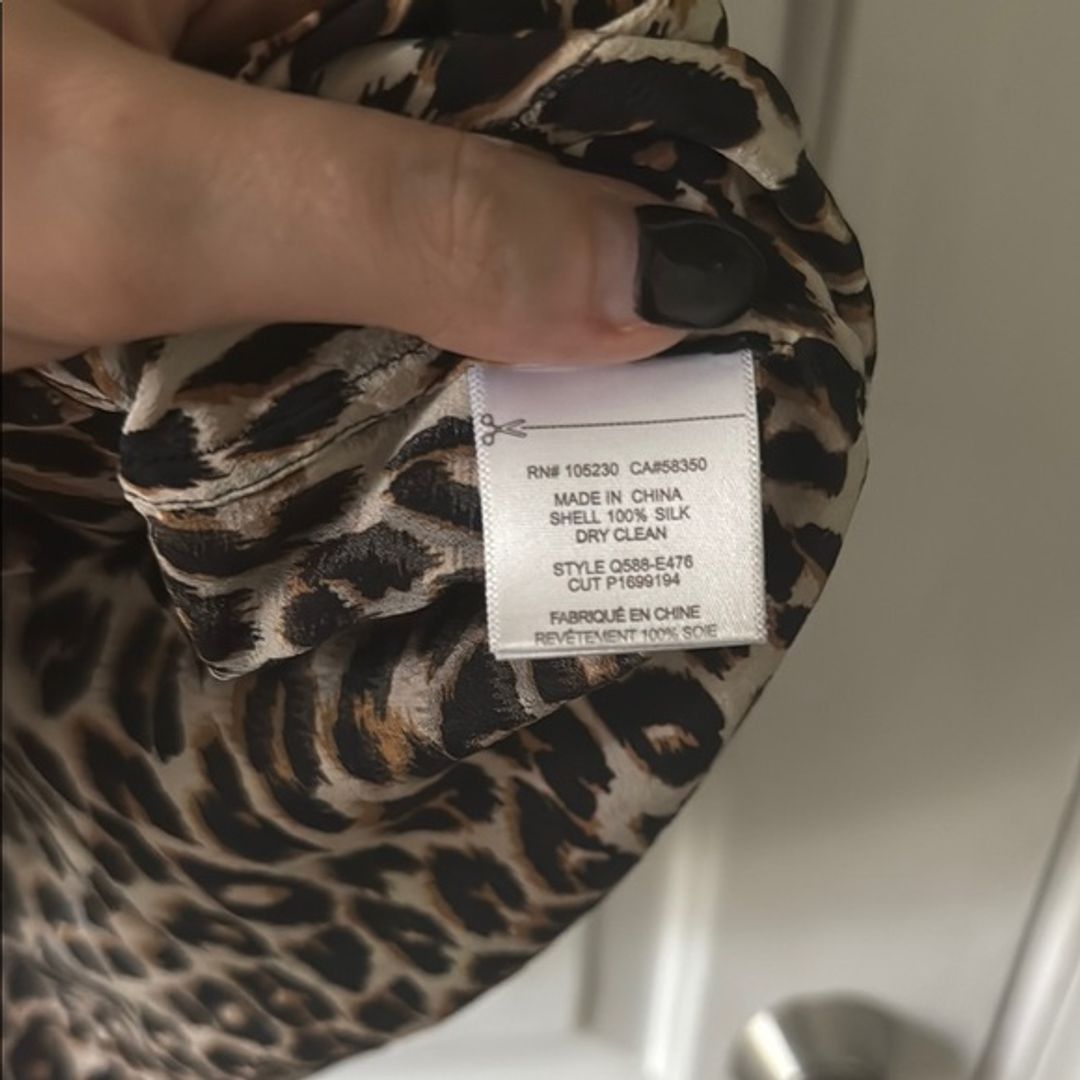 RN# 105230 CA#58350
MADE IN CHINA
SHELL 100% SILK
DRY CLEAN
STYLE Q588-E476
CUT P1699194
FABRIQUÉ EN CHINE
REVÊTEMENT 100% SOIE